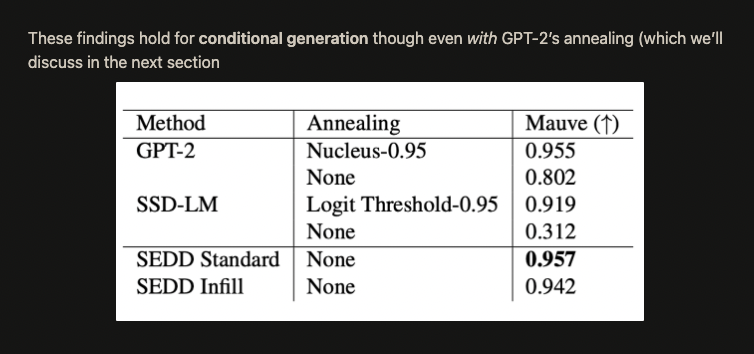 These findings hold for conditional generation though even with GPT-2's annealing (which we'll
discuss in the next section
Method Annealing Mauve (↑)
GPT-2 Nucleus-0.95 0.955
None 0.802
SSD-LM Logit Threshold-0.95 0.919
None 0.312
SEDD Standard None 0.957
SEDD Infill None 0.942